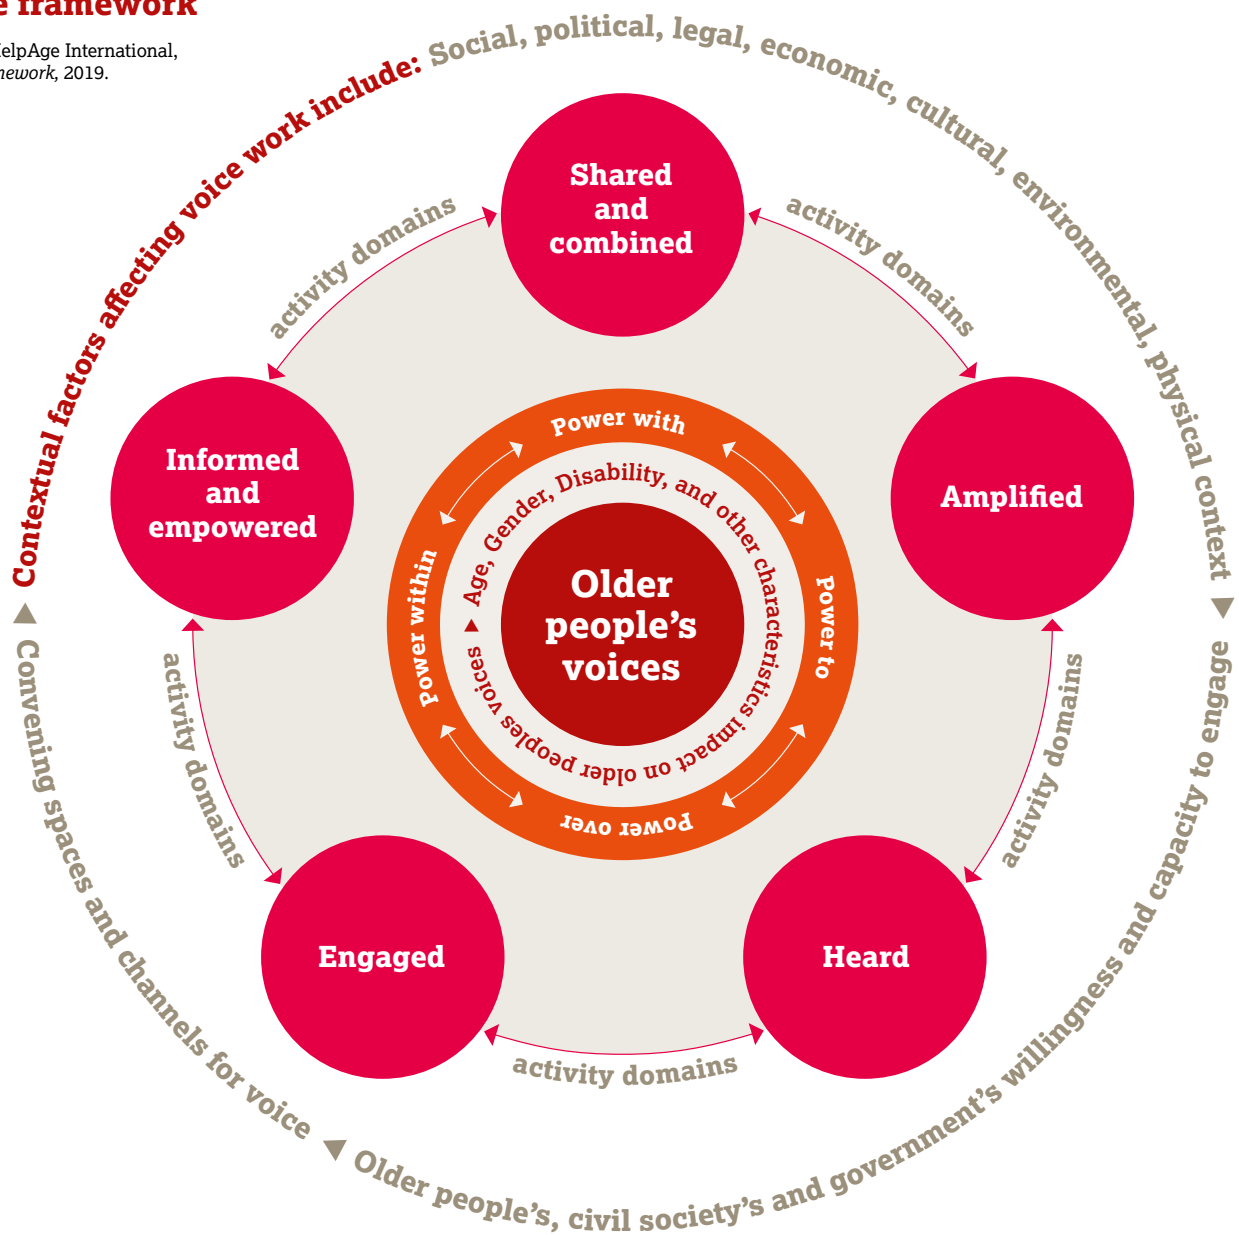 e framework
elpAge International,
ework, 2019.
Contextual factors affecting voice work include: Social, political, legal, economic, cultural, environmental, physical context
Older people's, civil society's and government's willingness and capacity to engage
Convening spaces and channels for voice
Shared
and
combined
activity domains
activity domains
Informed
and
empowered
Amplified
Power with
Power within
Power to
Power over
Age, Gender, Disability, and other characteristics impact on older peoples voices
Older
people's
voices
activity domains
activity domains
Engaged
Heard
activity domains